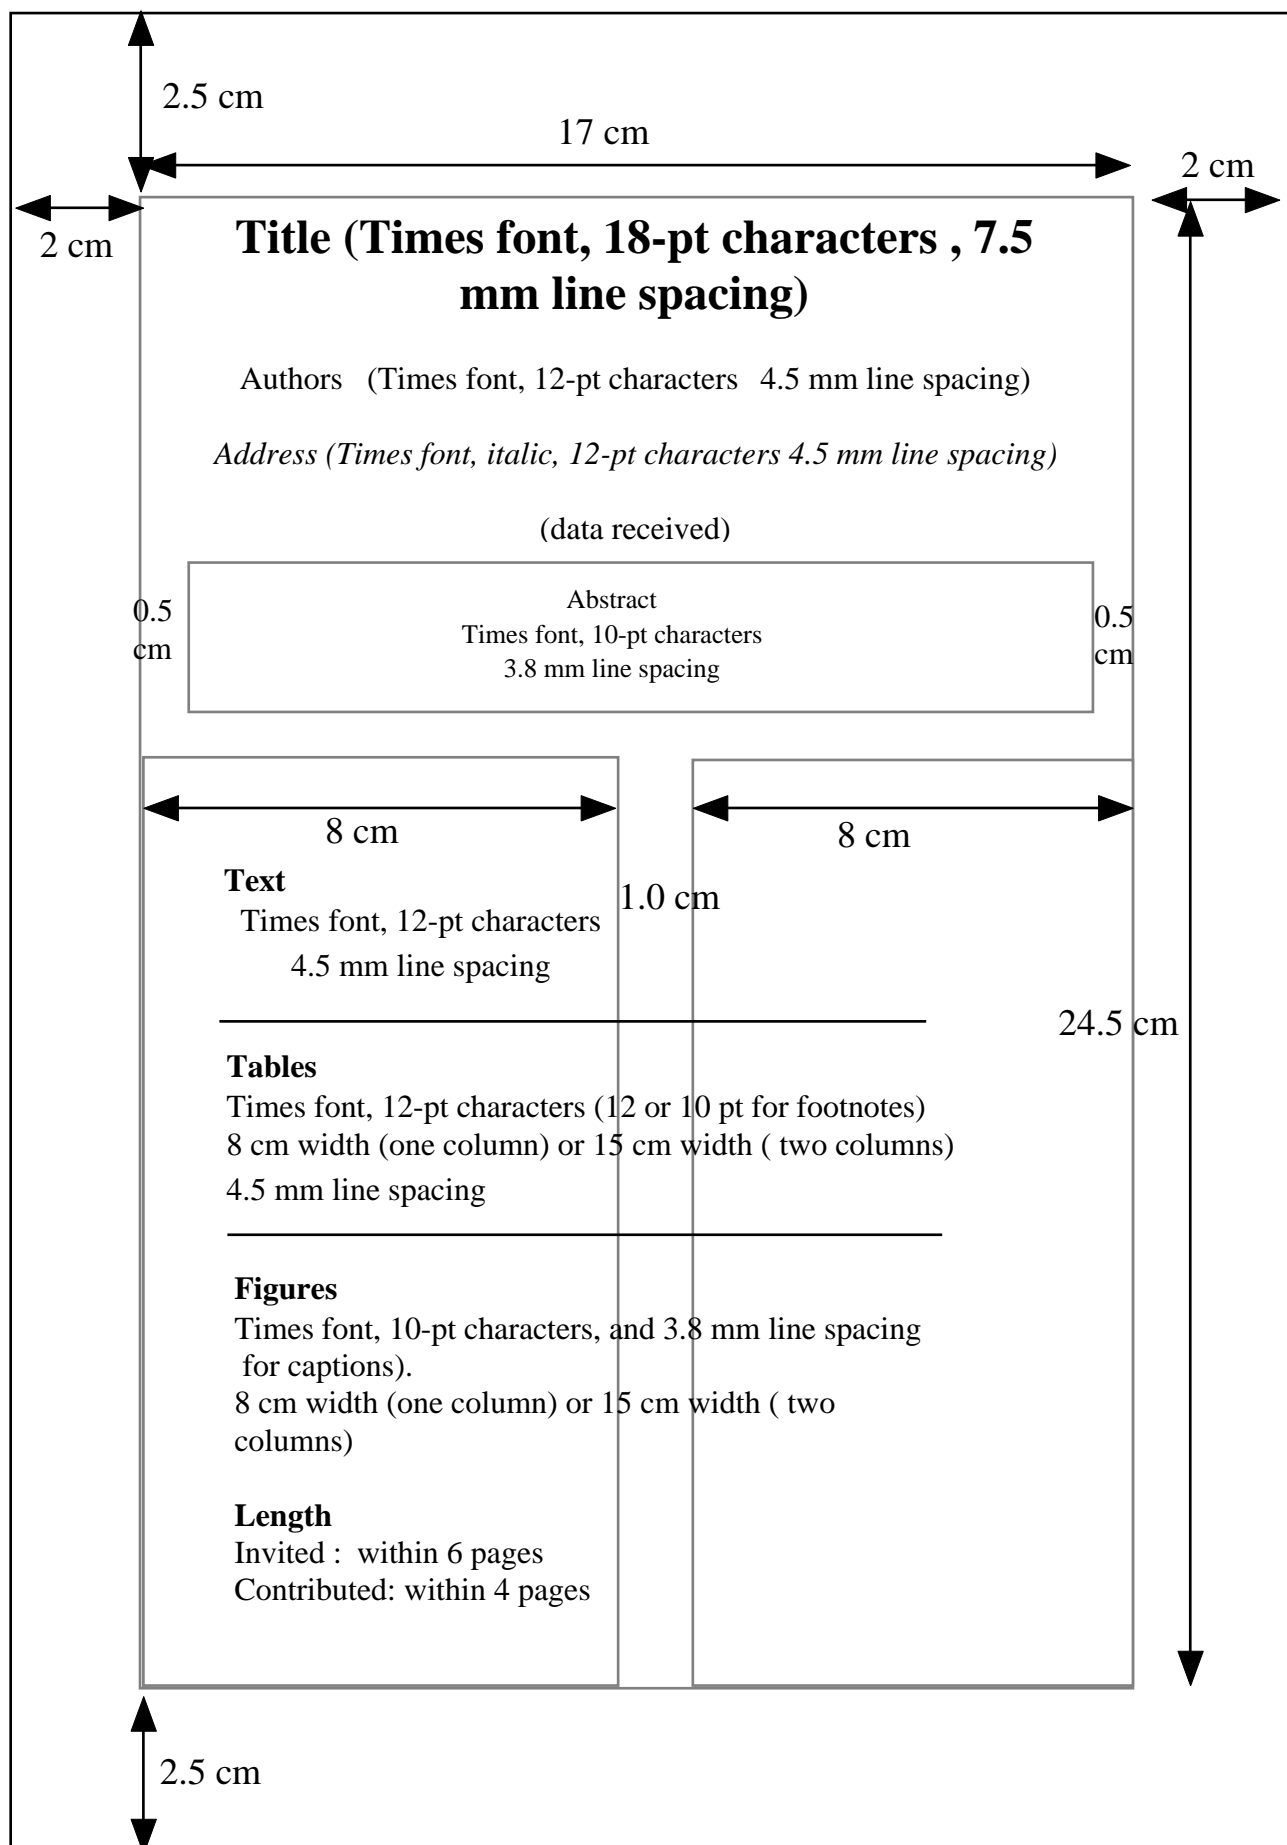 2.5 cm
17 cm
2 cm
2 cm
Title (Times font, 18-pt characters , 7.5
mm line spacing)
Authors (Times font, 12-pt characters 4.5 mm line spacing)
Address (Times font, italic, 12-pt characters 4.5 mm line spacing)
(data received)
0.5
cm
Abstract
Times font, 10-pt characters
3.8 mm line spacing
0.5
cm
8 cm
8 cm
Text
1.0 cm
Times font, 12-pt characters
4.5 mm line spacing
24.5 cm
Tables
Times font, 12-pt characters (12 or 10 pt for footnotes)
8 cm width (one column) or 15 cm width ( two columns)
4.5 mm line spacing
Figures
Times font, 10-pt characters, and 3.8 mm line spacing
for captions).
8 cm width (one column) or 15 cm width ( two
columns)
Length
Invited : within 6 pages
Contributed: within 4 pages
2.5 cm